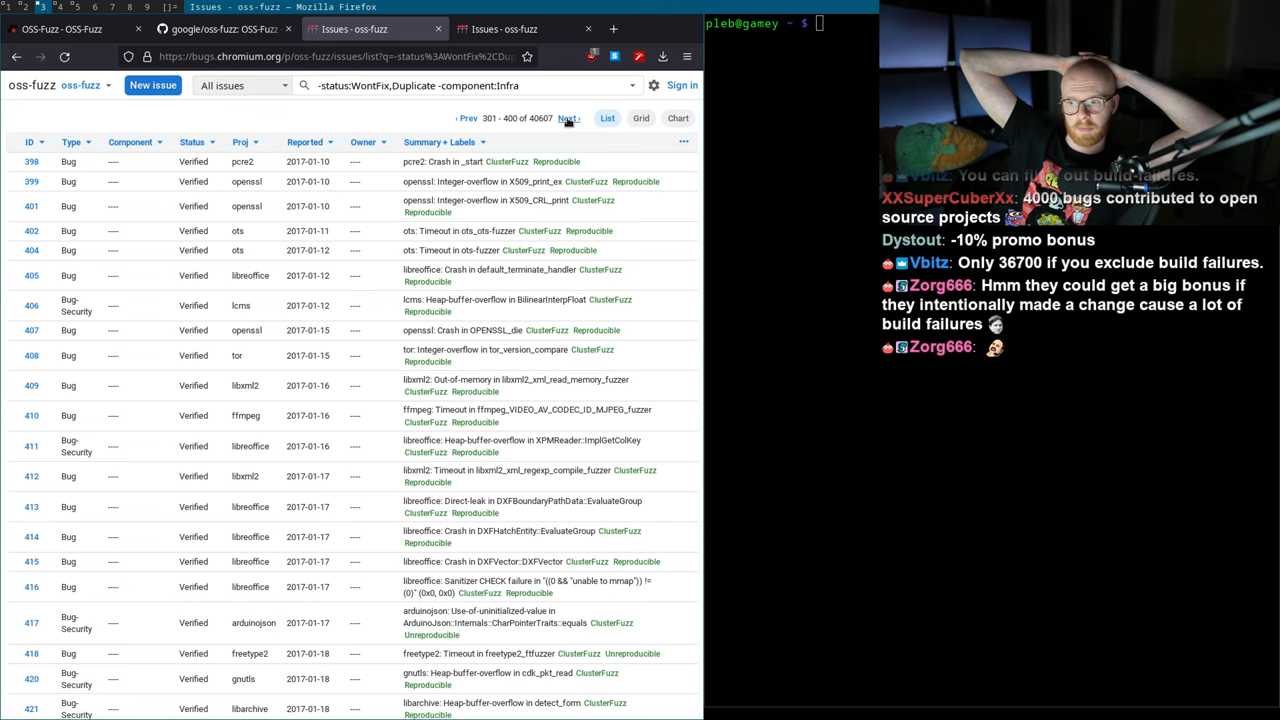 1 2 3 4 5 6 7 8 9 []= Issues - oss-fuzz — Mozilla Firefox
OSS-Fuzz - OSS-Fuzz
google/oss-fuzz: OSS-Fuzz -
Issues - oss-fuzz
Issues - oss-fuzz
https://bugs.chromium.org/p/oss-fuzz/issues/list?q=-status%3AWontFix%2CDup
oss-fuzz oss-fuzz New issue All issues -status:WontFix,Duplicate -component:Infra Sign in
‹ Prev 301 - 400 of 40607 Next › List Grid Chart
ID Type Component Status Proj Reported Owner Summary + Labels ···
398 Bug ---- Verified pcre2 2017-01-10 ---- pcre2: Crash in _start ClusterFuzz Reproducible
399 Bug ---- Verified openssl 2017-01-10 ---- openssl: Integer-overflow in X509_print_ex ClusterFuzz Reproducible
401 Bug ---- Verified openssl 2017-01-10 ---- openssl: Integer-overflow in X509_CRL_print ClusterFuzz
Reproducible
402 Bug ---- Verified ots 2017-01-11 ---- ots: Timeout in ots_ots-fuzzer ClusterFuzz Reproducible
404 Bug ---- Verified ots 2017-01-12 ---- ots: Timeout in ots-fuzzer ClusterFuzz Reproducible
405 Bug ---- Verified libreoffice 2017-01-12 ---- libreoffice: Crash in default_terminate_handler ClusterFuzz
Reproducible
406 Bug-Security ---- Verified lcms 2017-01-12 ---- lcms: Heap-buffer-overflow in BilinearInterpFloat ClusterFuzz
Reproducible
407 Bug ---- Verified openssl 2017-01-15 ---- openssl: Crash in OPENSSL_die ClusterFuzz Reproducible
408 Bug ---- Verified tor 2017-01-15 ---- tor: Integer-overflow in tor_version_compare ClusterFuzz
Reproducible
409 Bug ---- Verified libxml2 2017-01-16 ---- libxml2: Out-of-memory in libxml2_xml_read_memory_fuzzer
ClusterFuzz Reproducible
410 Bug ---- Verified ffmpeg 2017-01-16 ---- ffmpeg: Timeout in ffmpeg_VIDEO_AV_CODEC_ID_MJPEG_fuzzer
ClusterFuzz Reproducible
411 Bug-Security ---- Verified libreoffice 2017-01-16 ---- libreoffice: Heap-buffer-overflow in XPMReader::ImplGetColKey
ClusterFuzz Reproducible
412 Bug ---- Verified libxml2 2017-01-17 ---- libxml2: Timeout in libxml2_xml_regexp_compile_fuzzer ClusterFuzz
Reproducible
413 Bug ---- Verified libreoffice 2017-01-17 ---- libreoffice: Direct-leak in DXFBoundaryPathData::EvaluateGroup
ClusterFuzz Reproducible
414 Bug ---- Verified libreoffice 2017-01-17 ---- libreoffice: Crash in DXFHatchEntity::EvaluateGroup ClusterFuzz
Reproducible
415 Bug ---- Verified libreoffice 2017-01-17 ---- libreoffice: Crash in DXFVector::DXFVector ClusterFuzz Reproducible
416 Bug ---- Verified libreoffice 2017-01-17 ---- libreoffice: Sanitizer CHECK failure in "((0 && "unable to mmap")) !=
(0)" (0x0, 0x0) ClusterFuzz Reproducible
417 Bug-Security ---- Verified arduinojson 2017-01-17 ---- arduinojson: Use-of-uninitialized-value in
ArduinoJson::Internals::CharPointerTraits::equals ClusterFuzz
Unreproducible
418 Bug ---- Verified freetype2 2017-01-18 ---- freetype2: Timeout in freetype2_ftfuzzer ClusterFuzz Unreproducible
420 Bug-Security ---- Verified gnutls 2017-01-18 ---- gnutls: Heap-buffer-overflow in cdk_pkt_read ClusterFuzz
Reproducible
421 Bug-Security ---- Verified libarchive 2017-01-18 ---- libarchive: Heap-buffer-overflow in detect_form ClusterFuzz
Reproducible
pleb@gamey ~ $
Vbitz: You can filter out build-failures.
XXSuperCuberXx: 4000 bugs contributed to open
source projects
Dystout: -10% promo bonus
Vbitz: Only 36700 if you exclude build failures.
Zorg666: Hmm they could get a big bonus if
they intentionally made a change cause a lot of
build failures
Zorg666: